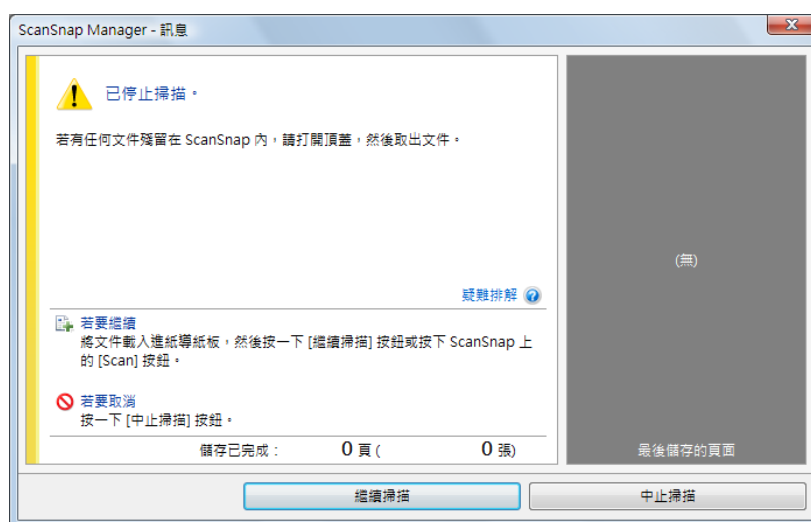 ScanSnap Manager - 訊息
已停止掃描。
若有任何文件殘留在 ScanSnap 內，請打開頂蓋，然後取出文件。
(無)
疑難排解
若要繼續
將文件載入進紙導紙板，然後按一下 [繼續掃描] 按鈕或按下 ScanSnap 上
的 [Scan] 按鈕。
若要取消
按一下 [中止掃描] 按鈕。
儲存已完成： 0 頁 ( 0 張)
最後儲存的頁面
繼續掃描
中止掃描